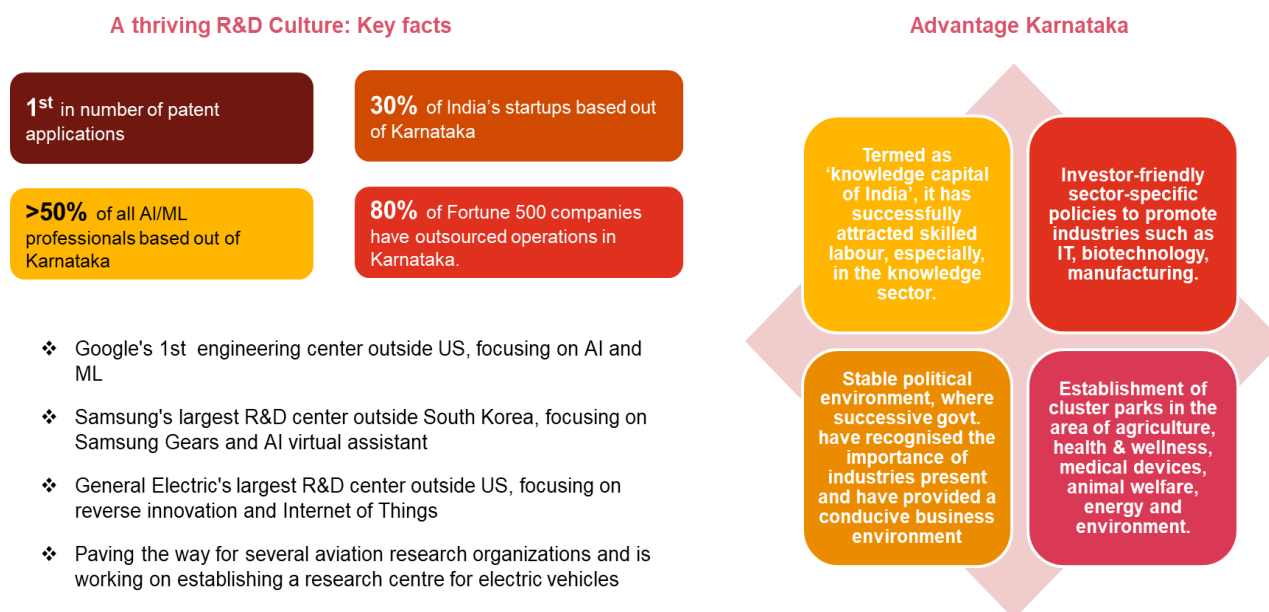 A thriving R&D Culture: Key facts
1st in number of patent
applications
30% of India's startups based out
of Karnataka
>50% of all AI/ML
professionals based out of
Karnataka
80% of Fortune 500 companies
have outsourced operations in
Karnataka.
❖ Google's 1st engineering center outside US, focusing on AI and
ML
❖ Samsung's largest R&D center outside South Korea, focusing on
Samsung Gears and AI virtual assistant
❖ General Electric's largest R&D center outside US, focusing on
reverse innovation and Internet of Things
❖ Paving the way for several aviation research organizations and is
working on establishing a research centre for electric vehicles
Advantage Karnataka
Termed as
‘knowledge capital
of India’, it has
successfully
attracted skilled
labour, especially,
in the knowledge
sector.
Investor-friendly
sector-specific
policies to promote
industries such as
IT, biotechnology,
manufacturing.
Stable political
environment, where
successive govt.
have recognised the
importance of
industries present
and have provided a
conducive business
environment
Establishment of
cluster parks in the
area of agriculture,
health & wellness,
medical devices,
animal welfare,
energy and
environment.